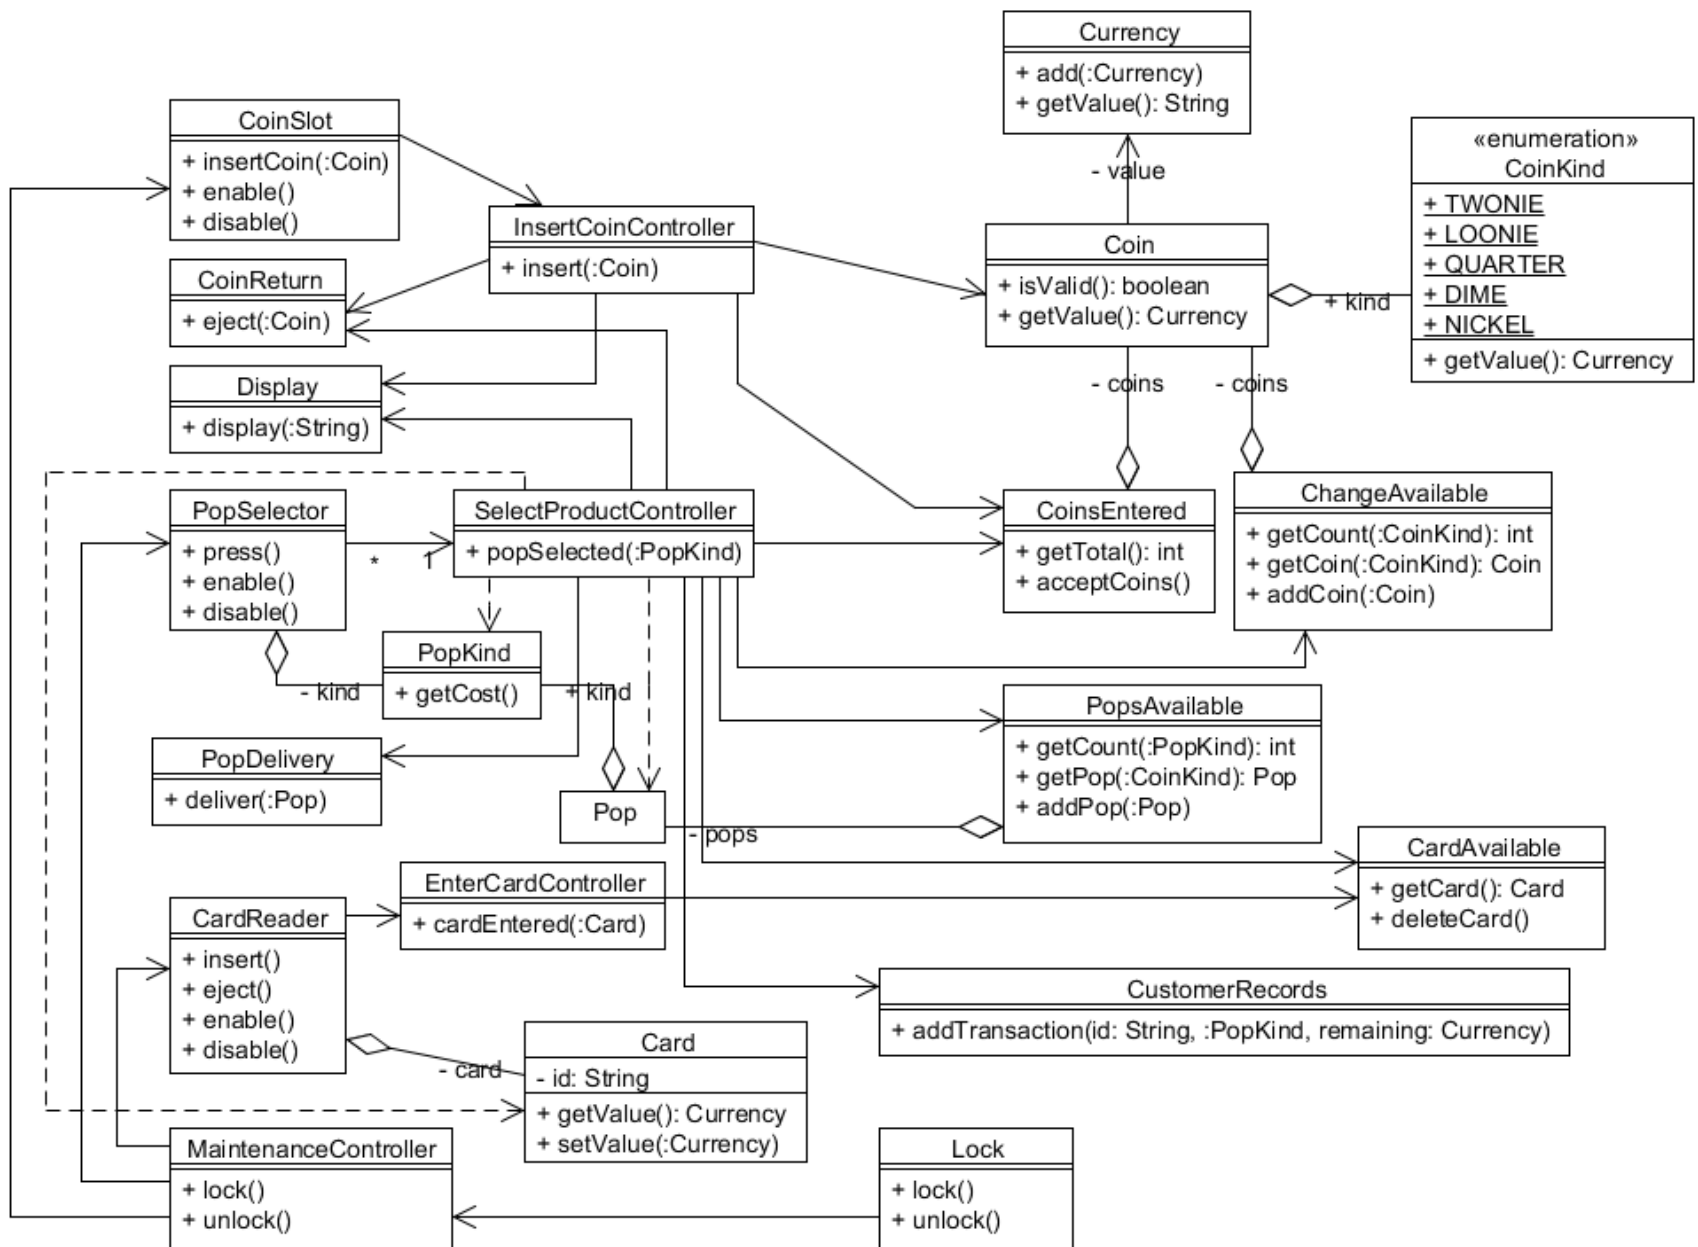 Currency
+ add(:Currency)
+ getValue(): String
CoinSlot
+ insertCoin(:Coin)
+ enable()
+ disable()
«enumeration»
CoinKind
+ TWONIE
+ LOONIE
+ QUARTER
+ DIME
+ NICKEL
+ getValue(): Currency
- value
InsertCoinController
+ insert(:Coin)
Coin
+ isValid(): boolean
+ getValue(): Currency
+ kind
CoinReturn
+ eject(:Coin)
Display
+ display(:String)
- coins
- coins
PopSelector
+ press()
+ enable()
+ disable()
*
1
SelectProductController
+ popSelected(:PopKind)
CoinsEntered
+ getTotal(): int
+ acceptCoins()
ChangeAvailable
+ getCount(:CoinKind): int
+ getCoin(:CoinKind): Coin
+ addCoin(:Coin)
PopKind
+ getCost()
- kind
+ kind
PopsAvailable
+ getCount(:PopKind): int
+ getPop(:CoinKind): Pop
+ addPop(:Pop)
PopDelivery
+ deliver(:Pop)
Pop
- pops
CardAvailable
+ getCard(): Card
+ deleteCard()
EnterCardController
+ cardEntered(:Card)
CardReader
+ insert()
+ eject()
+ enable()
+ disable()
CustomerRecords
+ addTransaction(id: String, :PopKind, remaining: Currency)
- card
Card
- id: String
+ getValue(): Currency
+ setValue(:Currency)
MaintenanceController
+ lock()
+ unlock()
Lock
+ lock()
+ unlock()